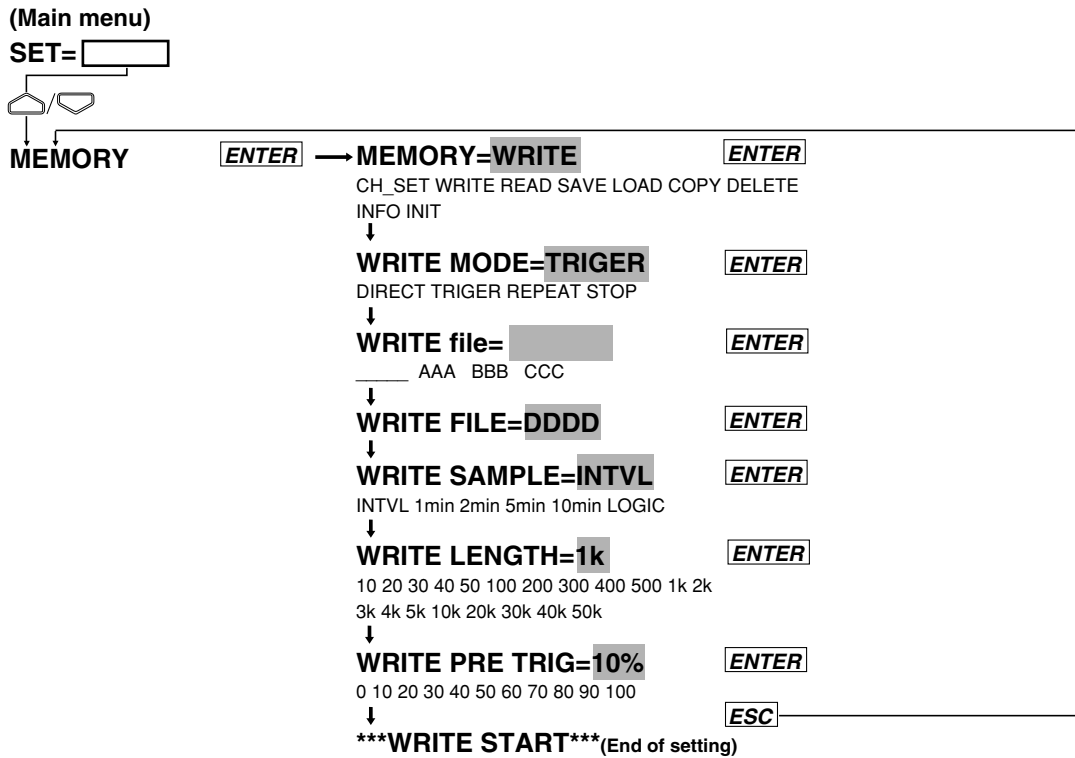 (Main menu)
SET=
/
MEMORY ENTER MEMORY=WRITE ENTER
CH_SET WRITE READ SAVE LOAD COPY DELETE
INFO INIT
WRITE MODE=TRIGER ENTER
DIRECT TRIGER REPEAT STOP
WRITE file= ENTER
_____ AAA BBB CCC
WRITE FILE=DDDD ENTER
WRITE SAMPLE=INTVL ENTER
INTVL 1min 2min 5min 10min LOGIC
WRITE LENGTH=1k ENTER
10 20 30 40 50 100 200 300 400 500 1k 2k
3k 4k 5k 10k 20k 30k 40k 50k
WRITE PRE TRIG=10% ENTER
0 10 20 30 40 50 60 70 80 90 100
ESC
***WRITE START***(End of setting)